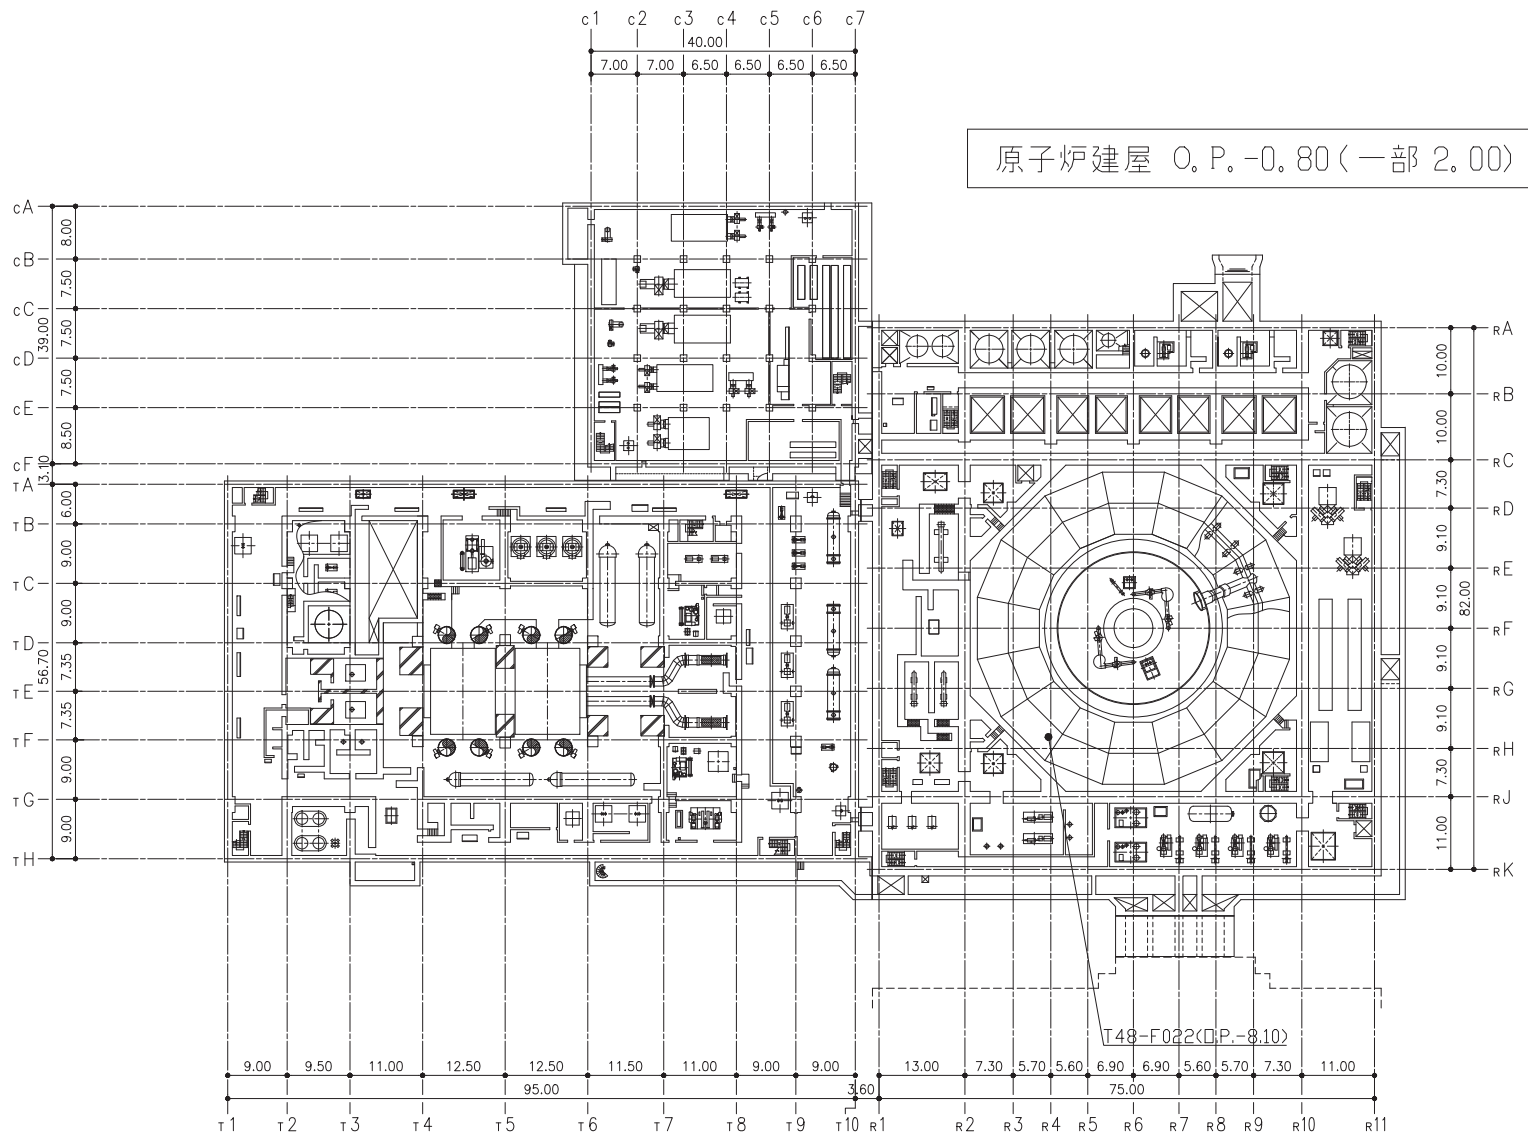 c1 c2 c3 c4 c5 c6 c7
40.00
7.00 7.00 6.50 6.50 6.50 6.50
原子炉建屋 O.P.-0.80(一部 2.00)
cA
cB
cC
cD
cE
cF
8.00
7.50
7.50
7.50
8.50
39.00
3.10
TA
TB
TC
TD
TE
TF
TG
TH
6.00
9.00
9.00
7.35
7.35
9.00
9.00
56.70
RA
RB
RC
RD
RE
RF
RG
RH
RJ
RK
10.00
10.00
7.30
9.10
9.10
9.10
9.10
7.30
11.00
82.00
T48-F022(O.P.-8.10)
9.00 9.50 11.00 12.50 12.50 11.50 11.00 9.00 9.00 13.00 7.30 5.70 5.60 6.90 6.90 5.60 5.70 7.30 11.00
95.00 3.60 75.00
T1 T2 T3 T4 T5 T6 T7 T8 T9 T10 R1 R2 R3 R4 R5 R6 R7 R8 R9 R10 R11